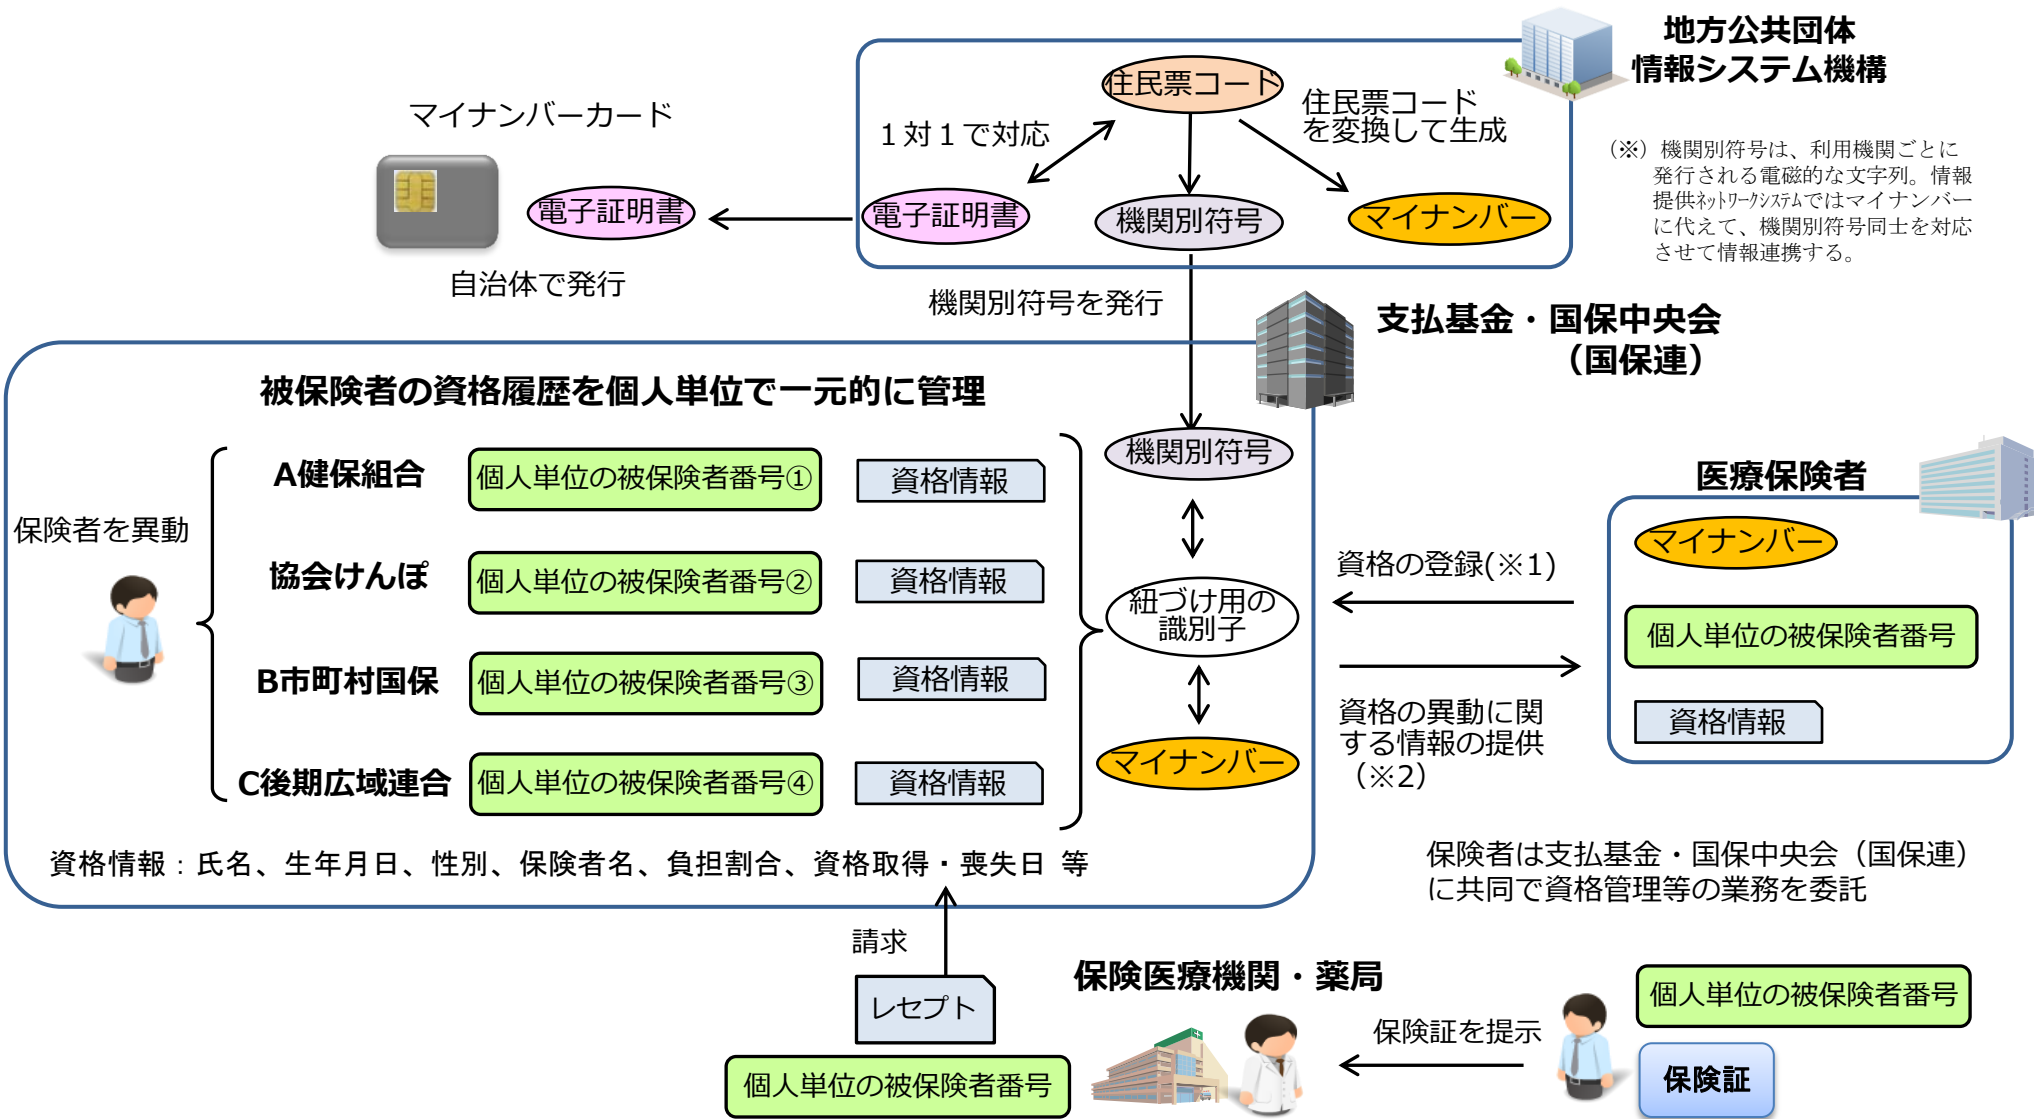 地方公共団体
情報システム機構
住民票コード
住民票コード
を変換して生成
1対1で対応
マイナンバーカード
電子証明書
電子証明書
機関別符号
マイナンバー
(※) 機関別符号は、利用機関ごとに
発行される電磁的な文字列。情報
提供ネットワークシステムではマイナンバー
に代えて、機関別符号同士を対応
させて情報連携する。
自治体で発行
機関別符号を発行
支払基金・国保中央会
(国保連)
被保険者の資格履歴を個人単位で一元的に管理
保険者を異動
A健保組合
個人単位の被保険者番号①
資格情報
協会けんぽ
個人単位の被保険者番号②
資格情報
B市町村国保
個人単位の被保険者番号③
資格情報
C後期広域連合
個人単位の被保険者番号④
資格情報
機関別符号
紐づけ用の
識別子
マイナンバー
資格情報:氏名、生年月日、性別、保険者名、負担割合、資格取得・喪失日 等
資格の登録(※1)
資格の異動に関
する情報の提供
(※2)
医療保険者
マイナンバー
個人単位の被保険者番号
資格情報
保険者は支払基金・国保中央会(国保連)
に共同で資格管理等の業務を委託
請求
レセプト
個人単位の被保険者番号
保険医療機関・薬局
保険証を提示
個人単位の被保険者番号
保険証